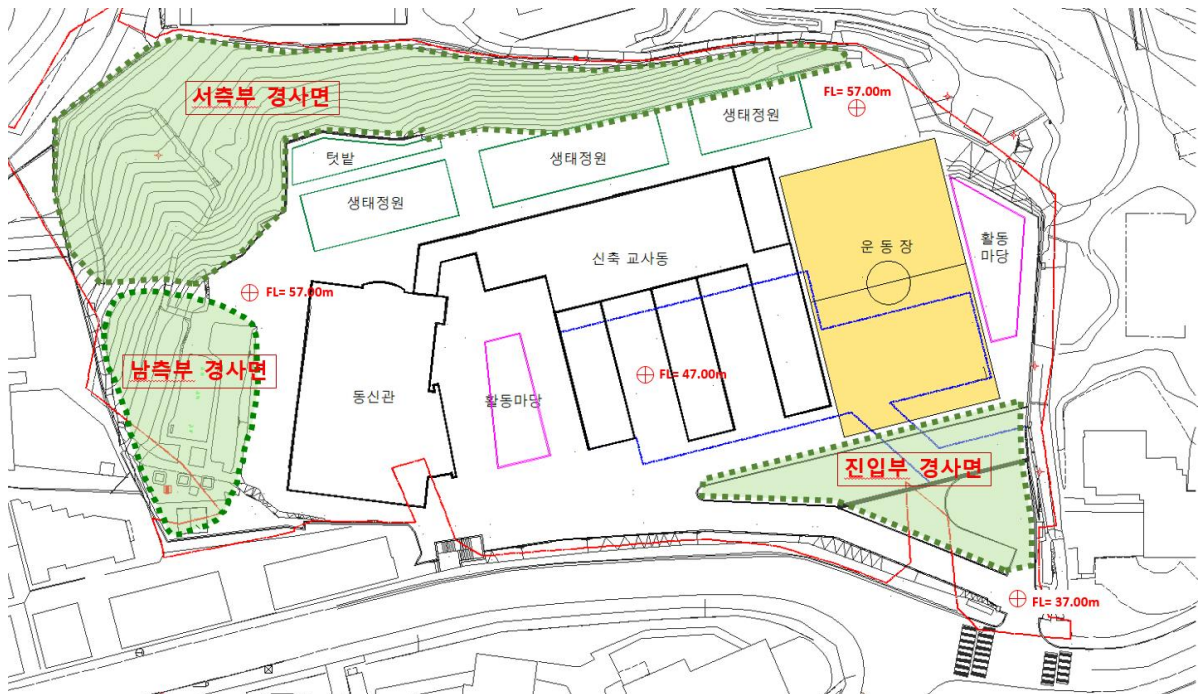 서측부 경사면
FL= 57.00m
생태정원
텃밭
생태정원
생태정원
활동
마당
운 동 장
신축 교사동
FL= 57.00m
남측부 경사면
FL= 47.00m
동신관
활동마당
진입부 경사면
FL= 37.00m